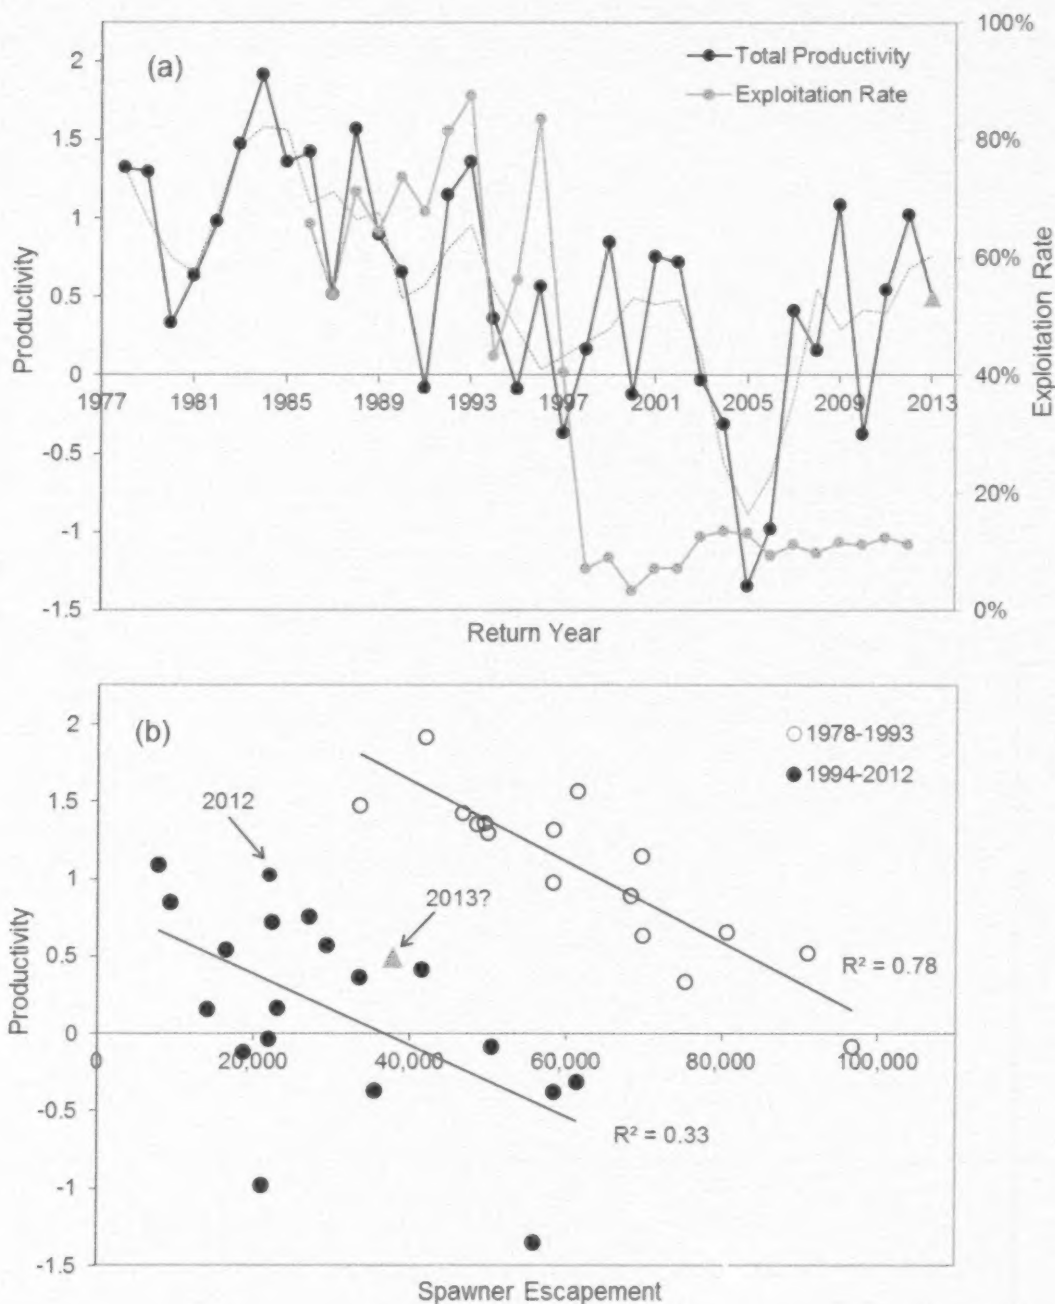 (a)
Total Productivity
Exploitation Rate
2
1.5
1
0.5
0
-0.5
-1
-1.5
Productivity
100%
80%
60%
40%
20%
0%
Exploitation Rate
1977 1981 1985 1989 1993 1997 2001 2005 2009 2013
Return Year
(b)
1978-1993
1994-2012
2012
2013?
R² = 0.78
R² = 0.33
2
1.5
1
0.5
0
-0.5
-1
-1.5
Productivity
0 20,000 40,000 60,000 80,000 100,000
Spawner Escapement